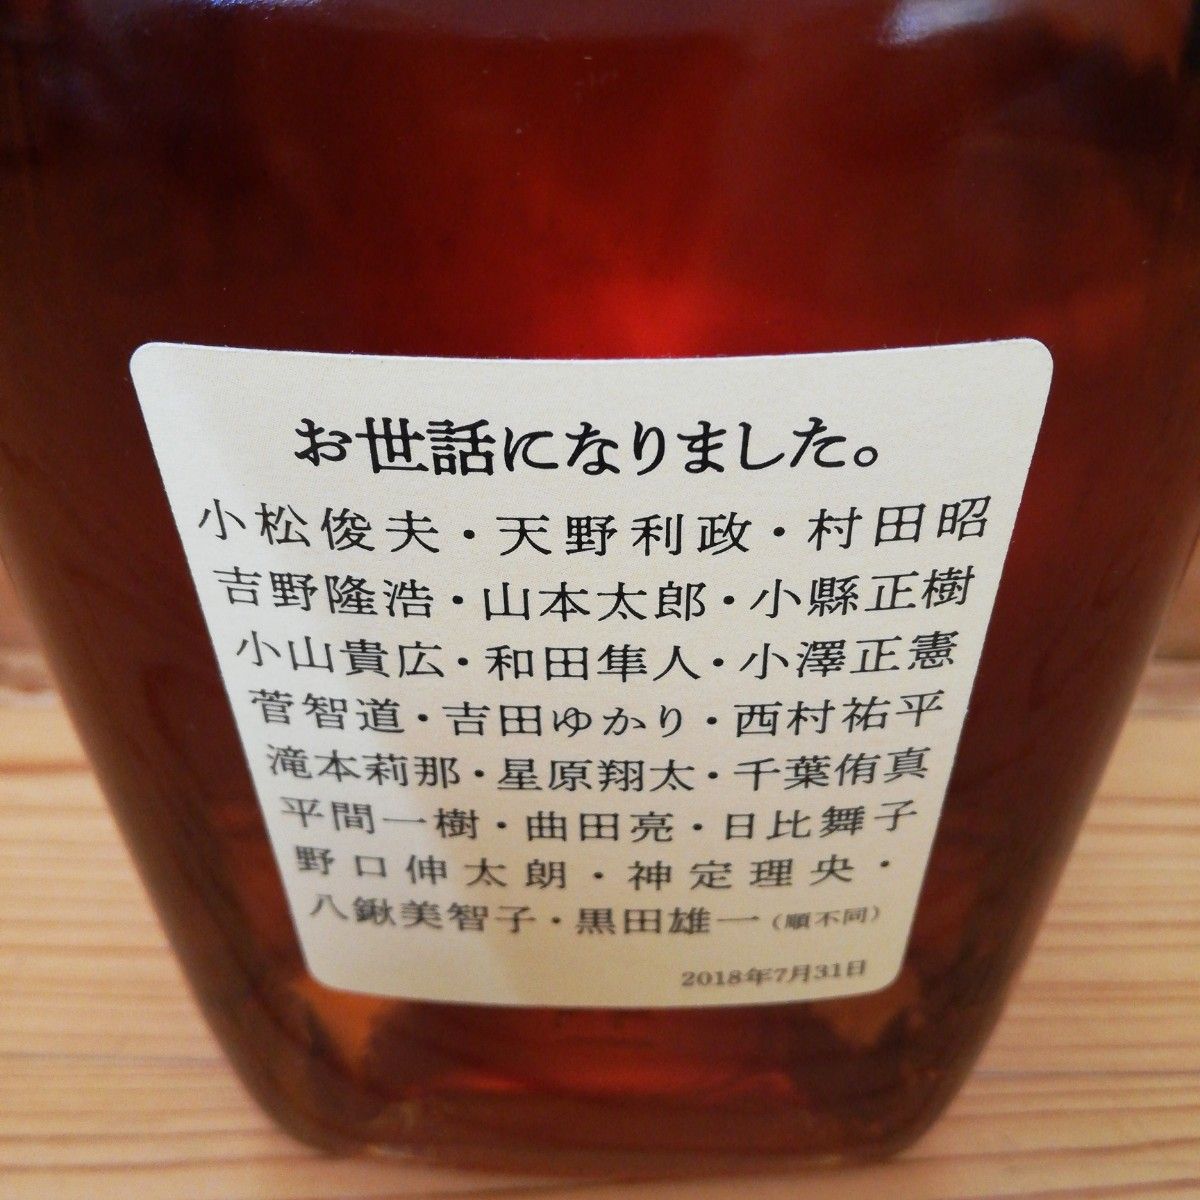 お世話になりました。
小松俊夫・天野利政・村田昭
吉野隆浩・山本太郎・小縣正樹
小山貴広・和田隼人・小澤正憲
菅智道・吉田ゆかり・西村祐平
滝本莉那・星原翔太・千葉侑真
平間一樹・曲田亮・日比舞子
野口伸太朗・神定理央・
八鍬美智子・黒田雄一(順不同)
2018年7月31日